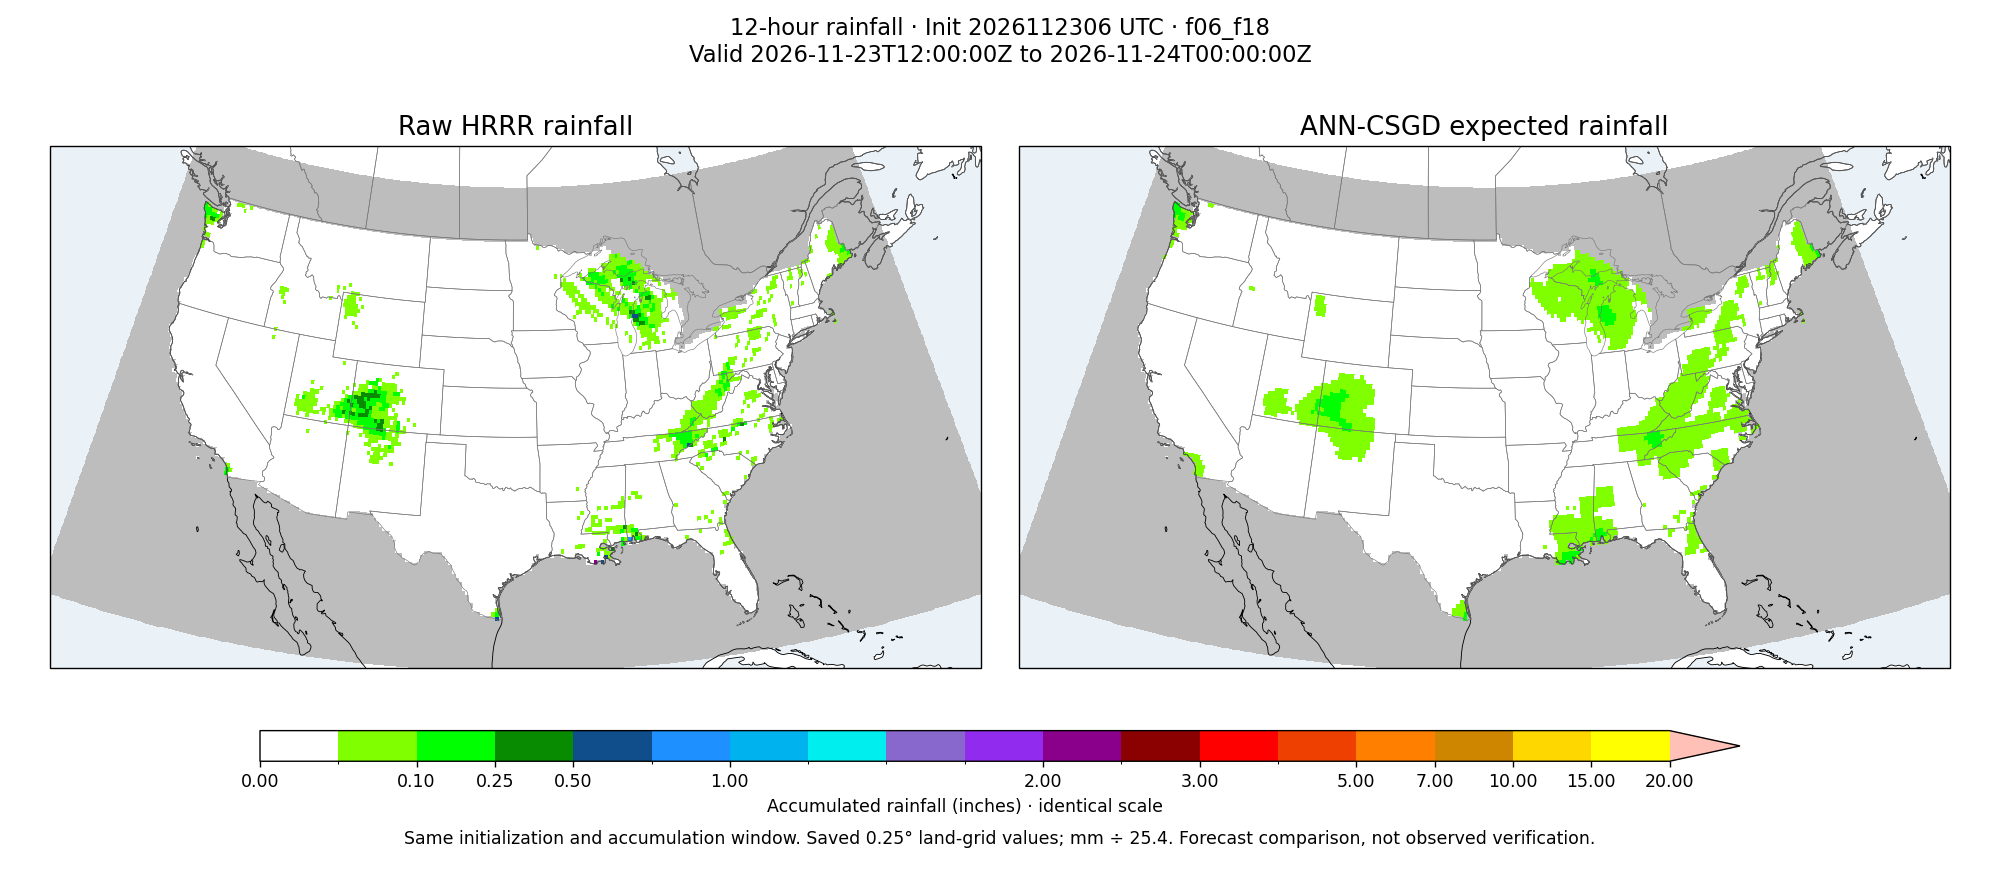 12-hour rainfall · Init 2026112306 UTC · f06_f18
Valid 2026-11-23T12:00:00Z to 2026-11-24T00:00:00Z
Raw HRRR rainfall
ANN-CSGD expected rainfall
0.00 0.10 0.25 0.50 1.00 2.00 3.00 5.00 7.00 10.00 15.00 20.00
Accumulated rainfall (inches) · identical scale
Same initialization and accumulation window. Saved 0.25° land-grid values; mm ÷ 25.4. Forecast comparison, not observed verification.